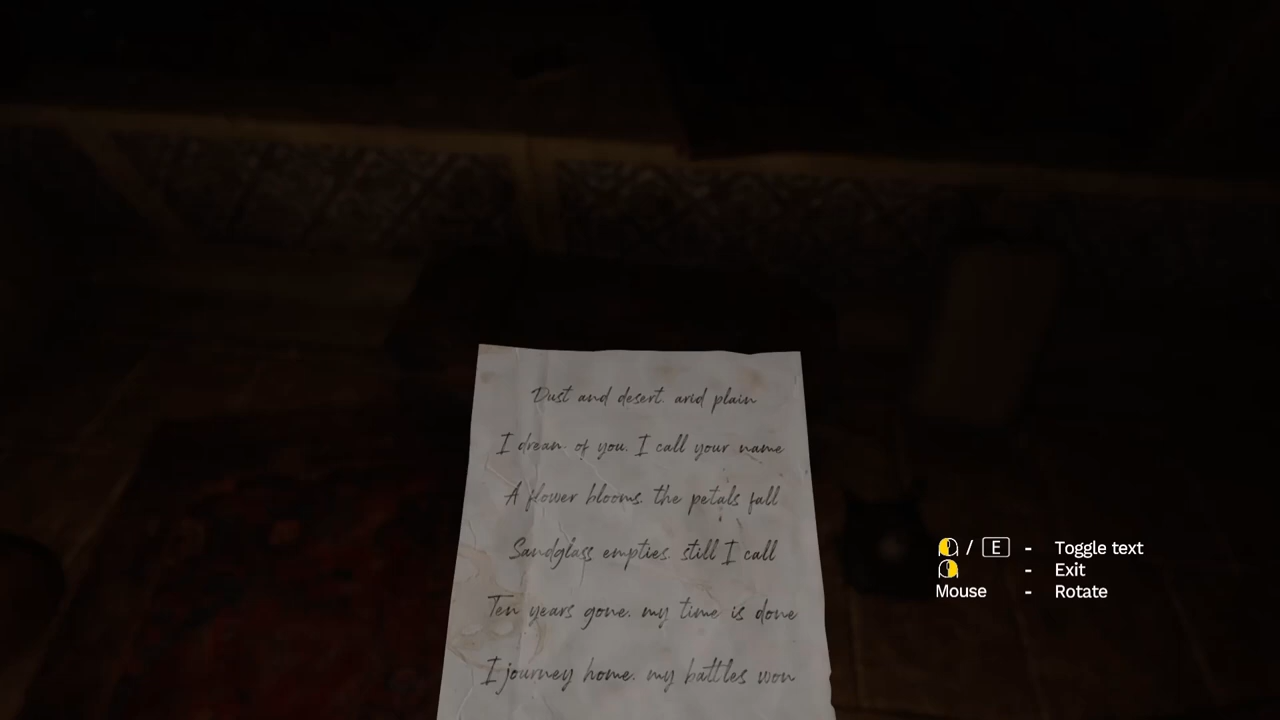 Dust and desert. arid plain
I dream. of you. I call your name
A flower blooms. the petals fall
Sandglass empties. still I call
Ten years gone. my time is done
I journey home. my battles won
/ E - Toggle text
- Exit
Mouse - Rotate